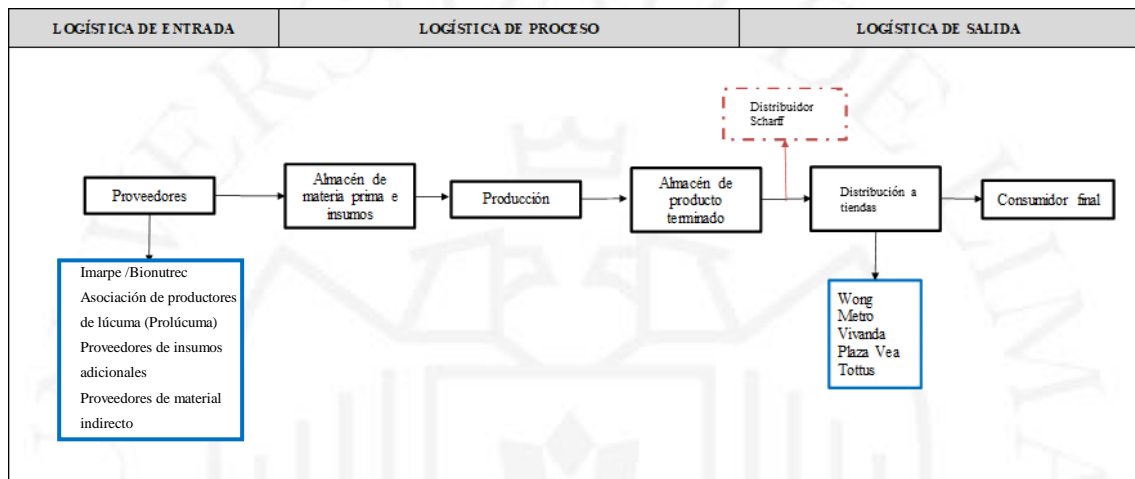 LOGÍSTICA DE ENTRADA
LOGÍSTICA DE PROCESO
LOGÍSTICA DE SALIDA
Distribuidor
Scharff
Proveedores
Almacén de
materia prima e
insumos
Producción
Almacén de
producto
terminado
Distribución a
tiendas
Consumidor final
Imarpe /Bionutrec
Asociación de productores
de lúcuma (Prolúcuma)
Proveedores de insumos
adicionales
Proveedores de material
indirecto
Wong
Metro
Vivanda
Plaza Vea
Tottus